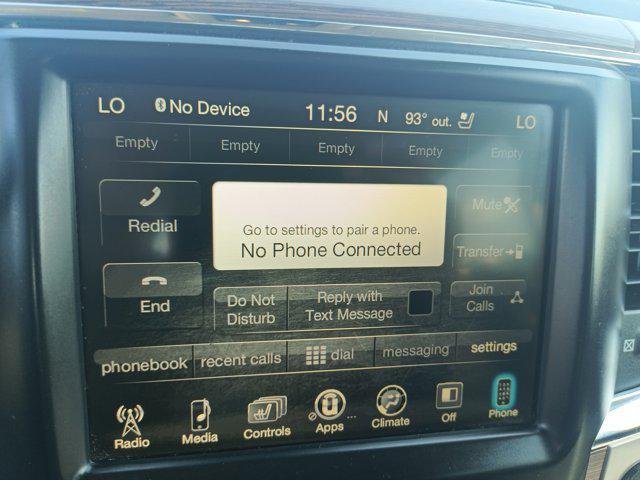 LO No Device 11:56 N 93° out. LO
Empty Empty Empty Empty Empty
Redial
Go to settings to pair a phone.
No Phone Connected
Mute
Transfer
End
Do Not
Disturb
Reply with
Text Message
Join
Calls
phonebook recent calls dial messaging settings
Radio Media Controls Apps ... Climate Off Phone